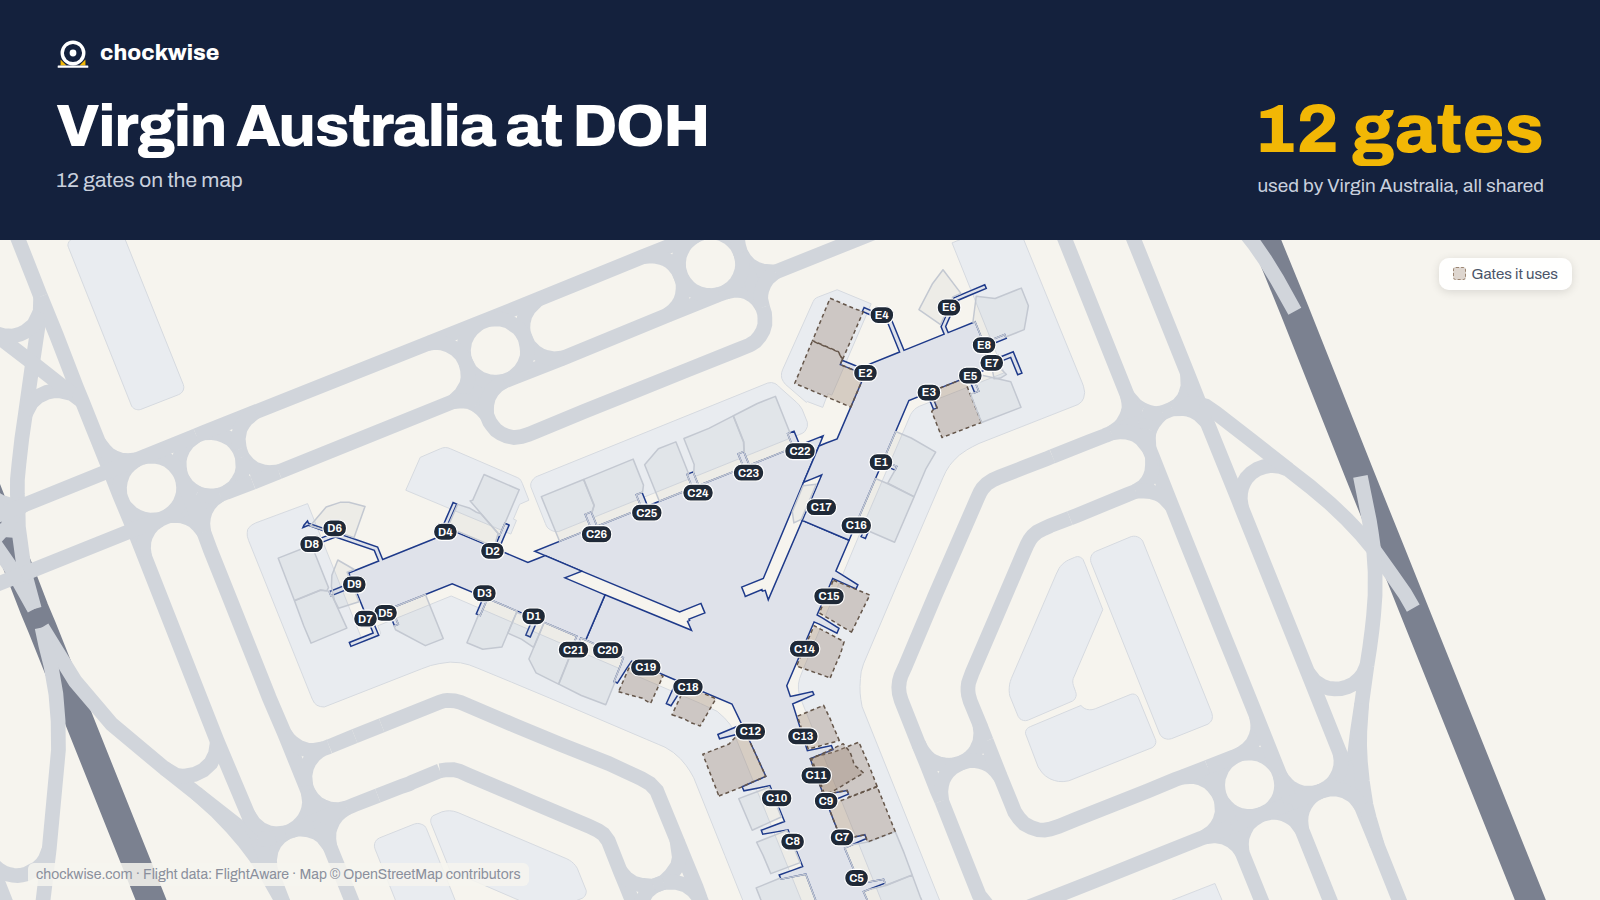 chockwise
Virgin Australia at DOH
12 gates on the map
12 gates
used by Virgin Australia, all shared
Gates it uses
E6
E4
E8
E7
E2
E5
E3
C22
E1
C23
C24
C17
C25
C16
D6
D4
C26
D8
D2
D9
D3
C15
D5
D1
D7
C14
C21
C20
C19
C18
C12
C13
C11
C10
C9
C7
C8
C5
chockwise.com · Flight data: FlightAware · Map © OpenStreetMap contributors